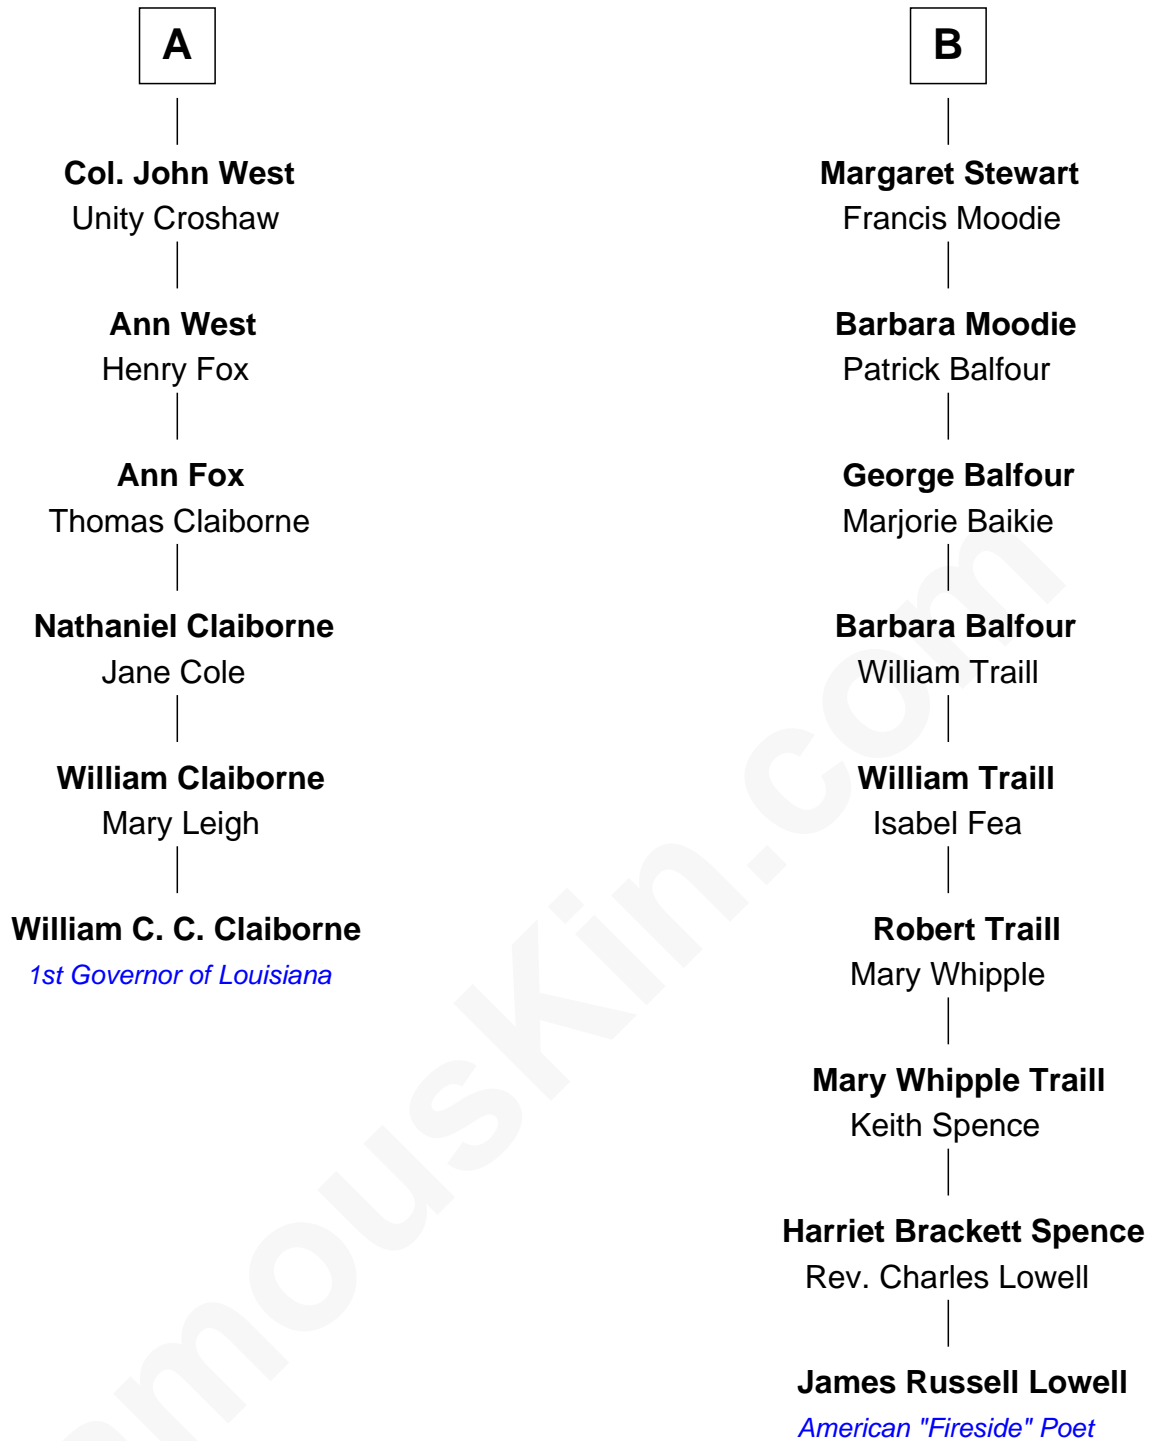 A
Col. John West
Unity Croshaw
Ann West
Henry Fox
Ann Fox
Thomas Claiborne
Nathaniel Claiborne
Jane Cole
William Claiborne
Mary Leigh
William C. C. Claiborne
1st Governor of Louisiana
B
Margaret Stewart
Francis Moodie
Barbara Moodie
Patrick Balfour
George Balfour
Marjorie Baikie
Barbara Balfour
William Traill
William Traill
Isabel Fea
Robert Traill
Mary Whipple
Mary Whipple Traill
Keith Spence
Harriet Brackett Spence
Rev. Charles Lowell
James Russell Lowell
American "Fireside" Poet
amousKin.com